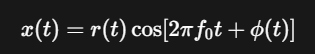 x(t) = r(t) cos[2πf₀t + ϕ(t)]